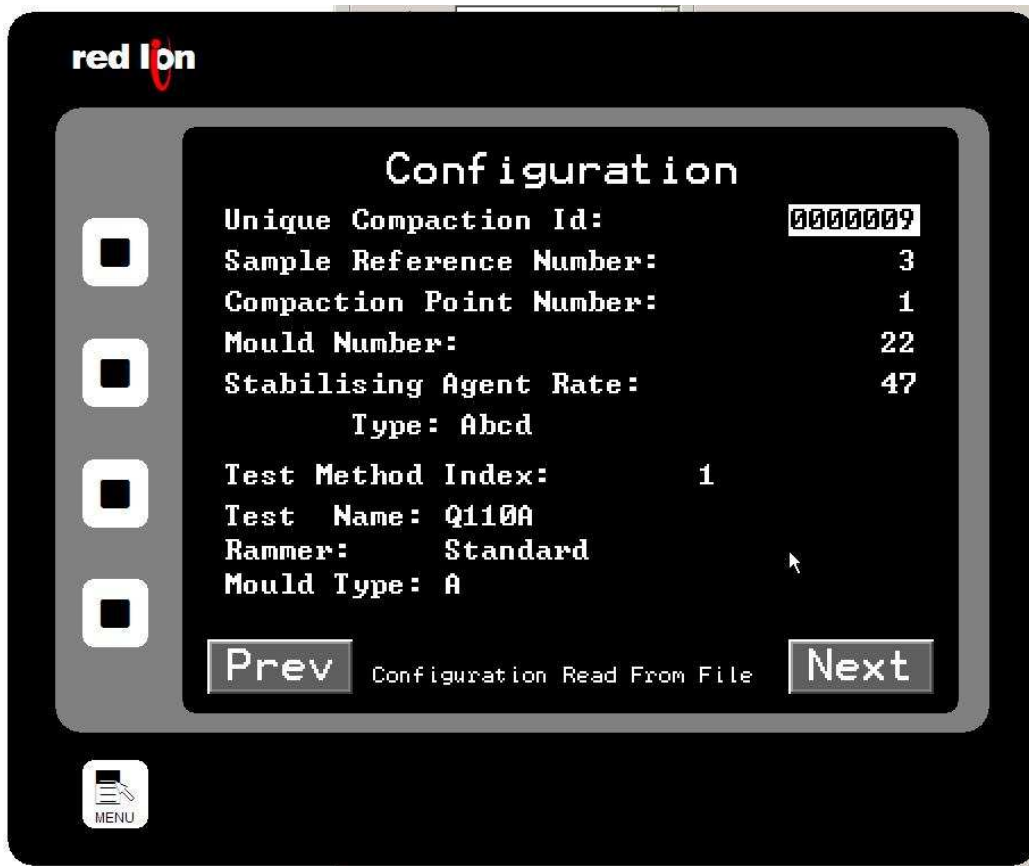 red lion
Configuration
Unique Compaction Id: 0000009
Sample Reference Number: 3
Compaction Point Number: 1
Mould Number: 22
Stabilising Agent Rate: 47
Type: Abcd
Test Method Index: 1
Test Name: Q110A
Rammer: Standard
Mould Type: A
Prev Configuration Read From File Next
MENU